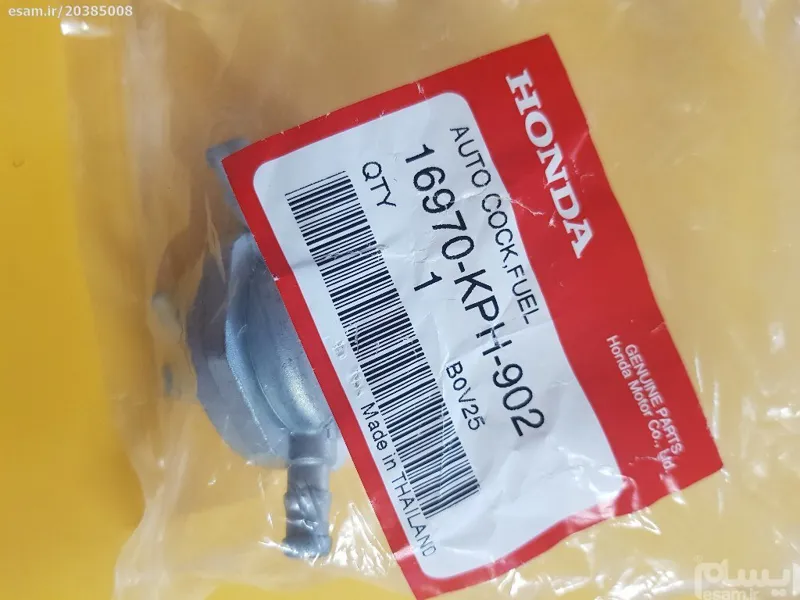 esam.ir/20385008
HONDA
AUTO COCK,FUEL
16970-KPH-902
QTY 1
BOV25
Made in THAILAND
GENUINE PARTS
Honda Motor Co., Ltd.
ایسام
esam.ir